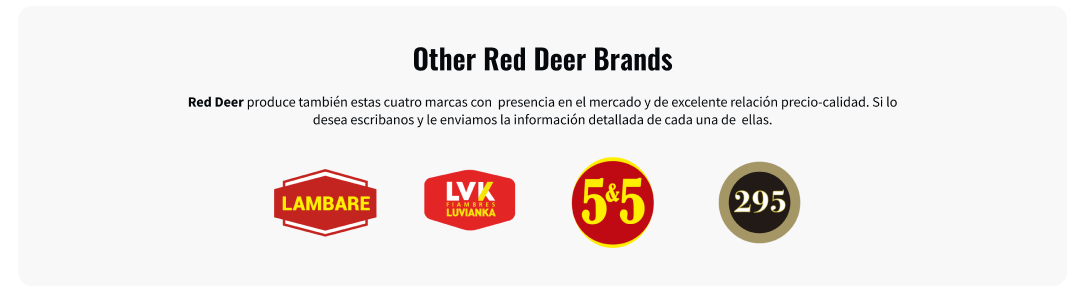 Other Red Deer Brands
Red Deer produce también estas cuatro marcas con presencia en el mercado y de excelente relación precio-calidad. Si lo
desea escribanos y le enviamos la información detallada de cada una de ellas.
LAMBARE
LVK
FIAMBRES
LUVIANKA
5&5
295